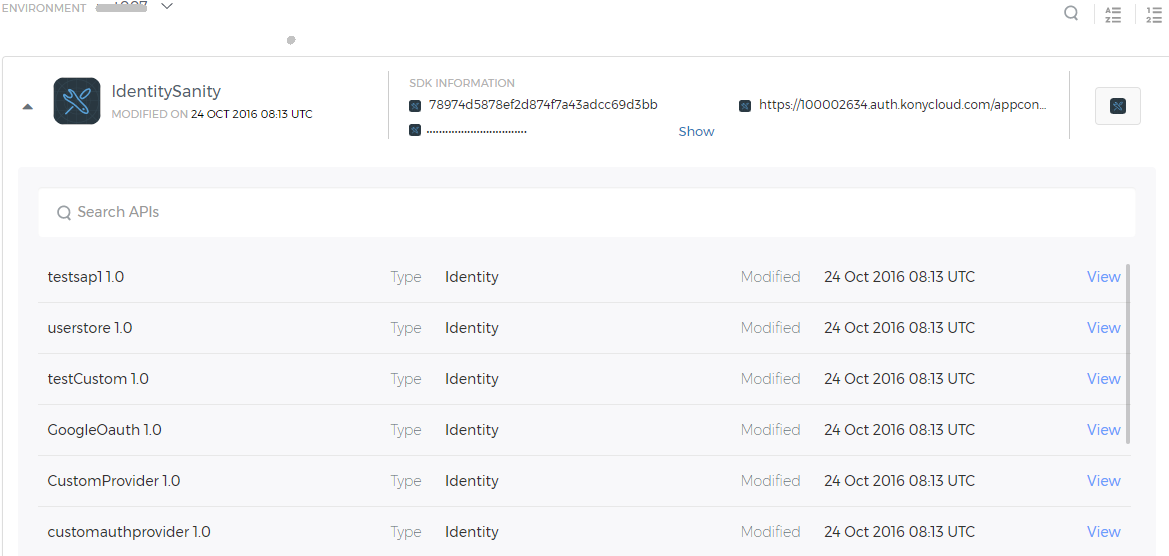 ENVIRONMENT
IdentitySanity
MODIFIED ON 24 OCT 2016 08:13 UTC
SDK INFORMATION
78974d5878ef2d874f7a43adcc69d3bb
https://100002634.auth.konycloud.com/appcon...
Show
Search APIs
testsap1 1.0 Type Identity Modified 24 Oct 2016 08:13 UTC View
userstore 1.0 Type Identity Modified 24 Oct 2016 08:13 UTC View
testCustom 1.0 Type Identity Modified 24 Oct 2016 08:13 UTC View
GoogleOauth 1.0 Type Identity Modified 24 Oct 2016 08:13 UTC View
CustomProvider 1.0 Type Identity Modified 24 Oct 2016 08:13 UTC View
customauthprovider 1.0 Type Identity Modified 24 Oct 2016 08:13 UTC View